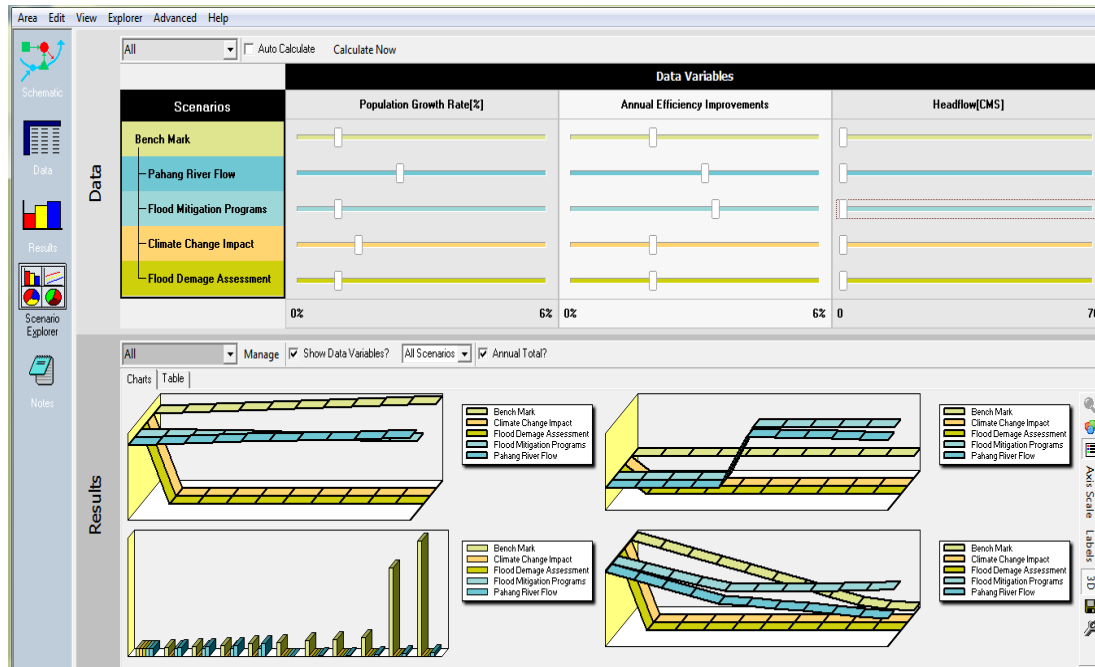 Area Edit View Explorer Advanced Help
Schematic
Data
Results
Scenario
Explorer
Notes
Data
All Auto Calculate Calculate Now
Data Variables
Scenarios Population Growth Rate[%] Annual Efficiency Improvements Headflow[CMS]
Bench Mark
Pahang River Flow
Flood Mitigation Programs
Climate Change Impact
Flood Demage Assessment
0% 6% 0% 6% 0 70
Results
All Manage Show Data Variables? All Scenarios Annual Total?
Charts Table
Bench Mark
Climate Change Impact
Flood Demage Assessment
Flood Mitigation Programs
Pahang River Flow
Bench Mark
Climate Change Impact
Flood Demage Assessment
Flood Mitigation Programs
Pahang River Flow
Bench Mark
Climate Change Impact
Flood Demage Assessment
Flood Mitigation Programs
Pahang River Flow
Bench Mark
Climate Change Impact
Flood Demage Assessment
Flood Mitigation Programs
Pahang River Flow
Axis Scale
Labels
3D